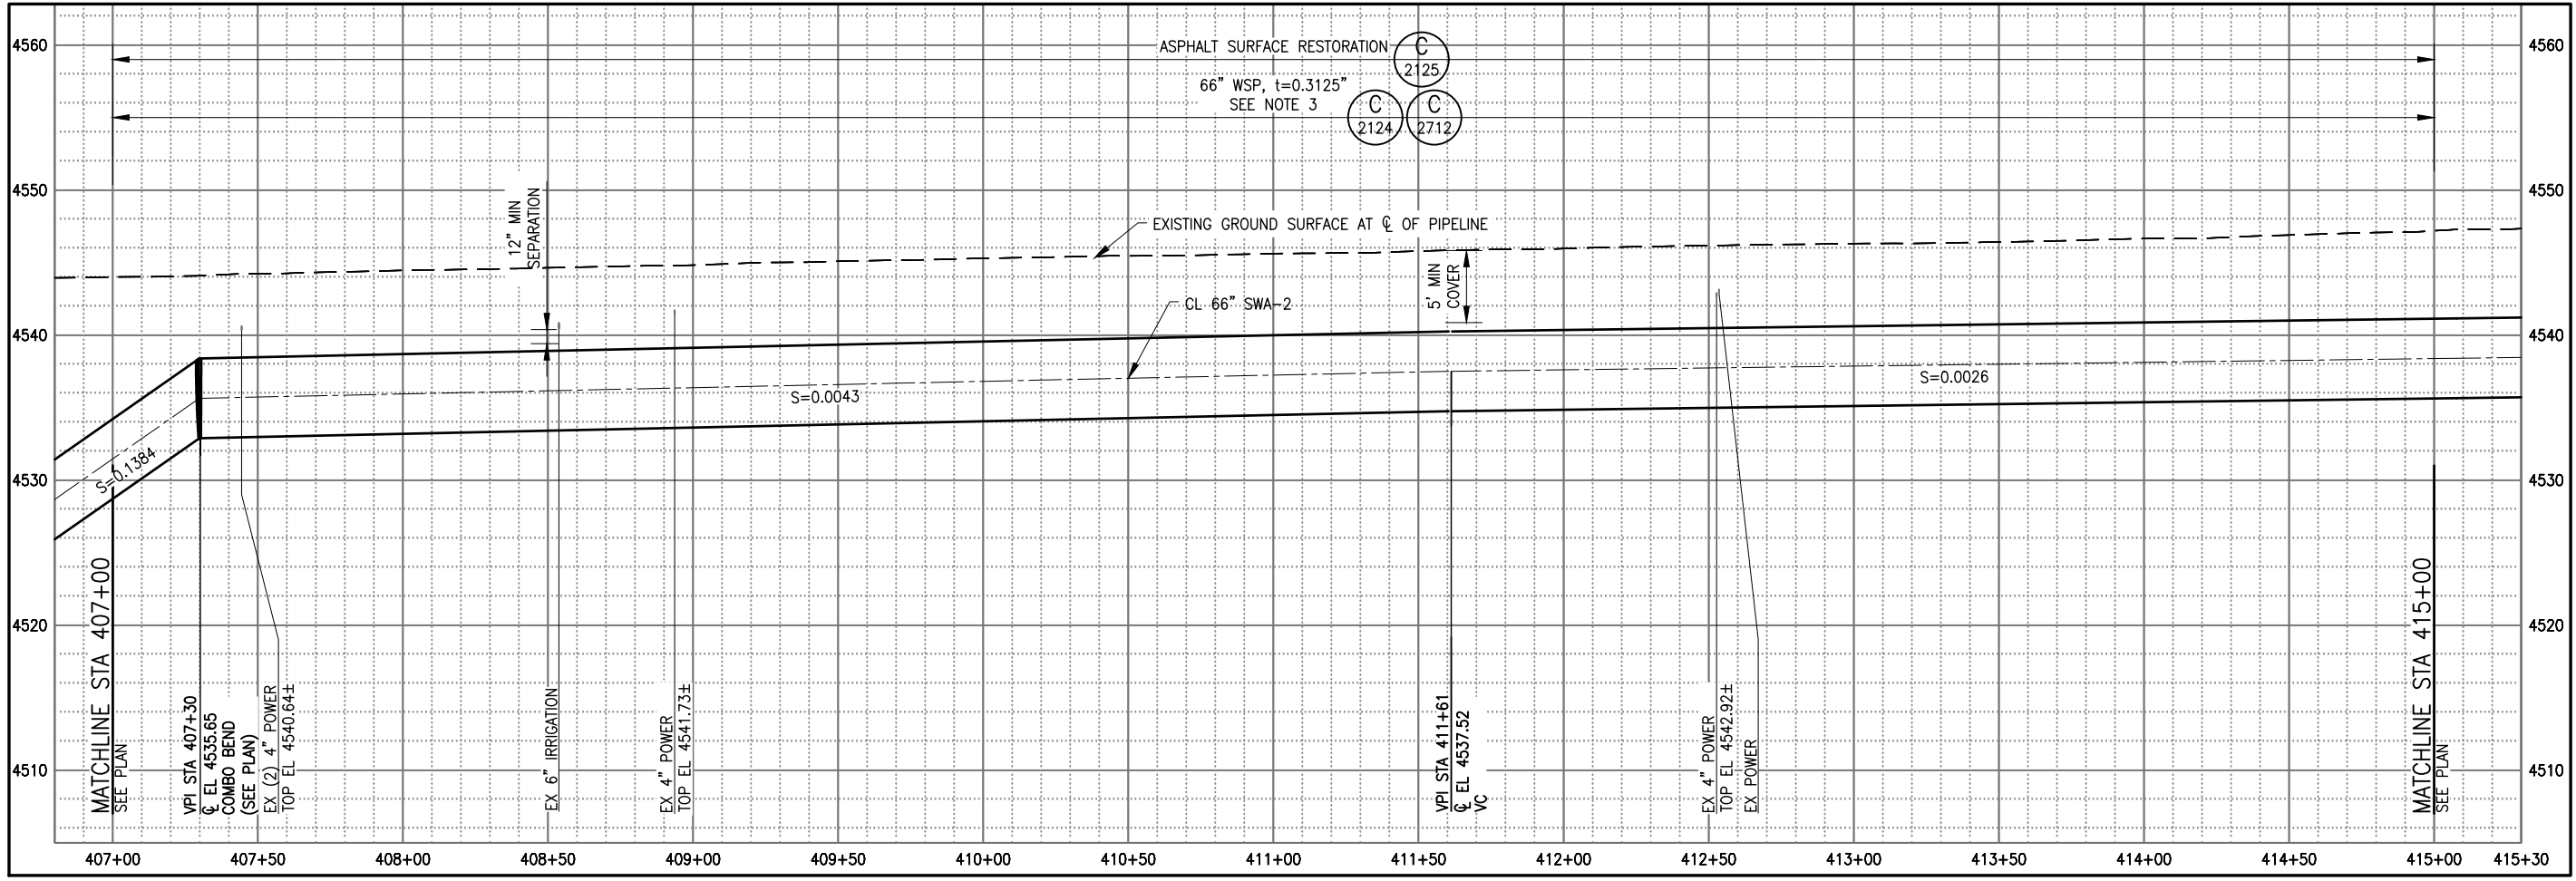 4560
4550
4540
4530
4520
4510
4560
4550
4540
4530
4520
4510
ASPHALT SURFACE RESTORATION
C
2125
66" WSP, t=0.3125"
SEE NOTE 3
C
2124
C
2712
12" MIN
SEPARATION
EXISTING GROUND SURFACE AT ℄ OF PIPELINE
5' MIN
COVER
CL 66" SWA-2
S=0.1384
S=0.0043
S=0.0026
MATCHLINE STA 407+00
SEE PLAN
VPI STA 407+30
℄ EL 4535.65
COMBO BEND
(SEE PLAN)
EX (2) 4" POWER
TOP EL 4540.64±
EX 6" IRRIGATION
EX 4" POWER
TOP EL 4541.73±
VPI STA 411+61
℄ EL 4537.52
VC
EX 4" POWER
TOP EL 4542.92±
EX POWER
MATCHLINE STA 415+00
SEE PLAN
407+00
407+50
408+00
408+50
409+00
409+50
410+00
410+50
411+00
411+50
412+00
412+50
413+00
413+50
414+00
414+50
415+00
415+30